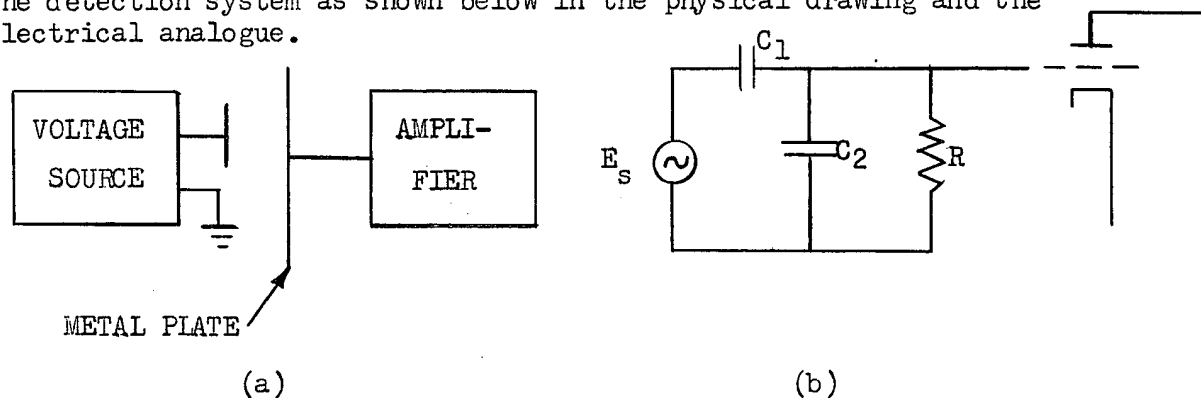 he detection system as shown below in the physical drawing and the
lectrical analogue.
VOLTAGE
SOURCE
AMPLI-
FIER
METAL PLATE
(a)
C1
E s
C2
R
(b)